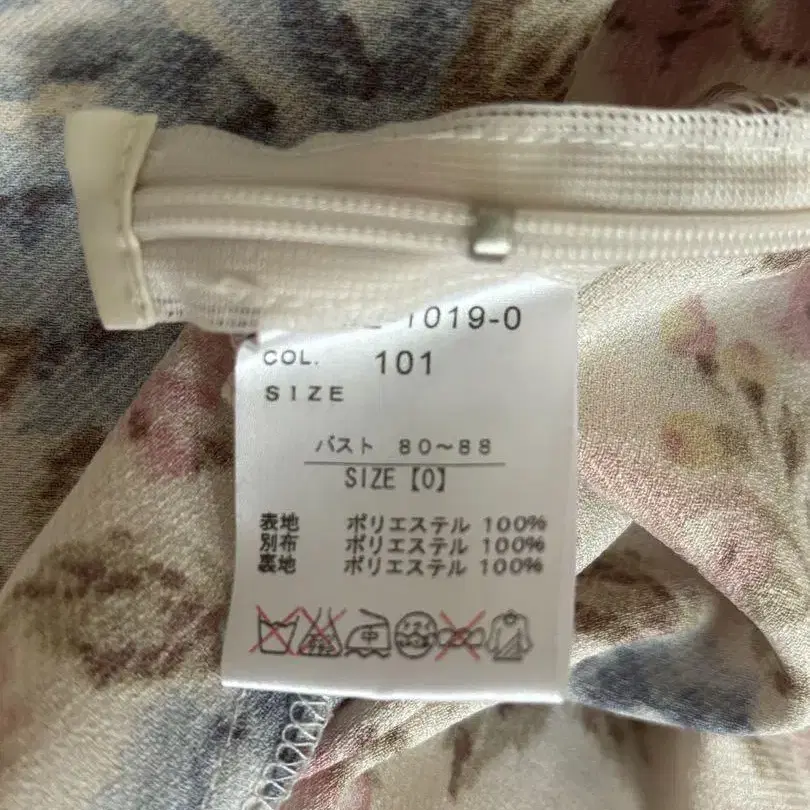 1019-0
COL. 101
SIZE
バスト 80～88
SIZE【0】
表地 ポリエステル 100%
別布 ポリエステル 100%
裏地 ポリエステル 100%
中